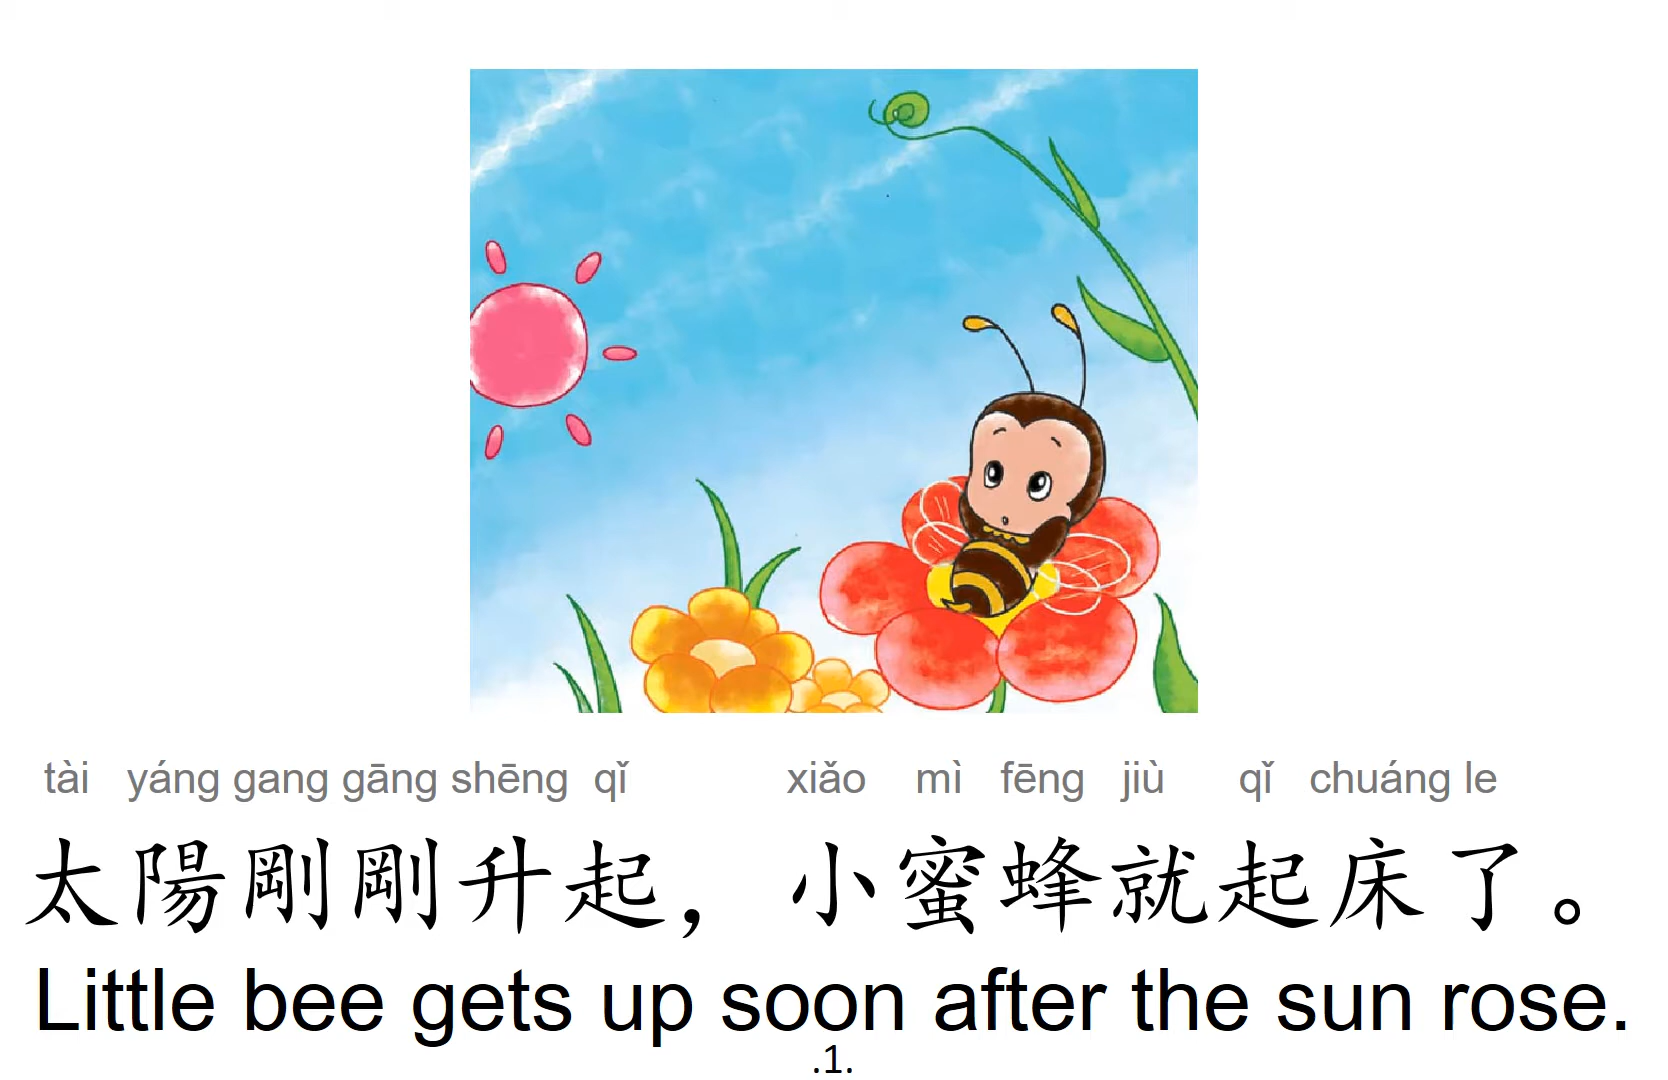 tài yáng gang gāng shēng qǐ xiǎo mì fēng jiù qǐ chuáng le
太陽剛剛升起，小蜜蜂就起床了。
Little bee gets up soon after the sun rose.
.1.